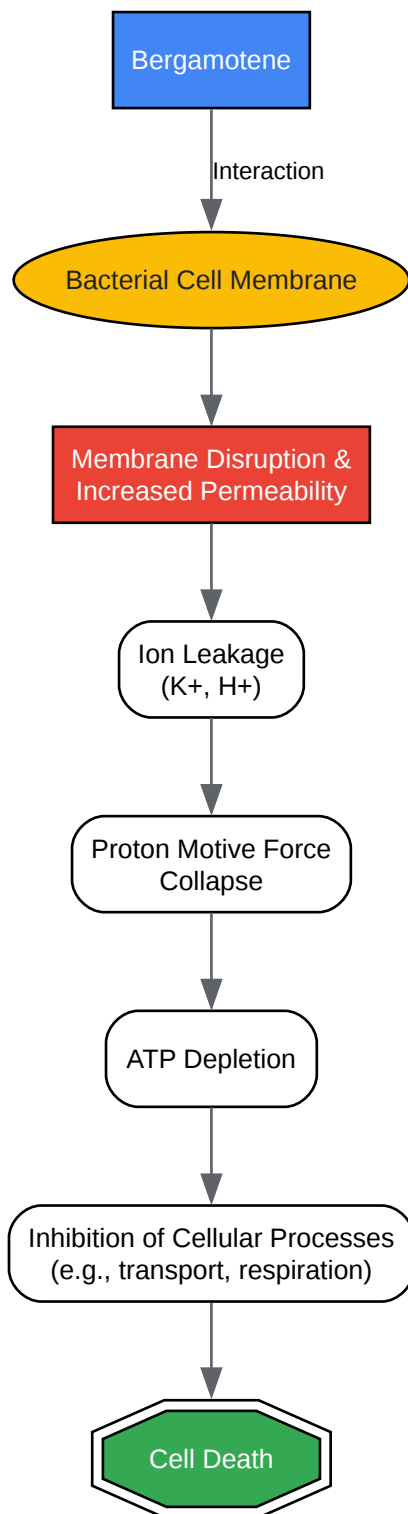 Bergamotene
Interaction
Bacterial Cell Membrane
Membrane Disruption &
Increased Permeability
Ion Leakage
(K+, H+)
Proton Motive Force
Collapse
ATP Depletion
Inhibition of Cellular Processes
(e.g., transport, respiration)
Cell Death